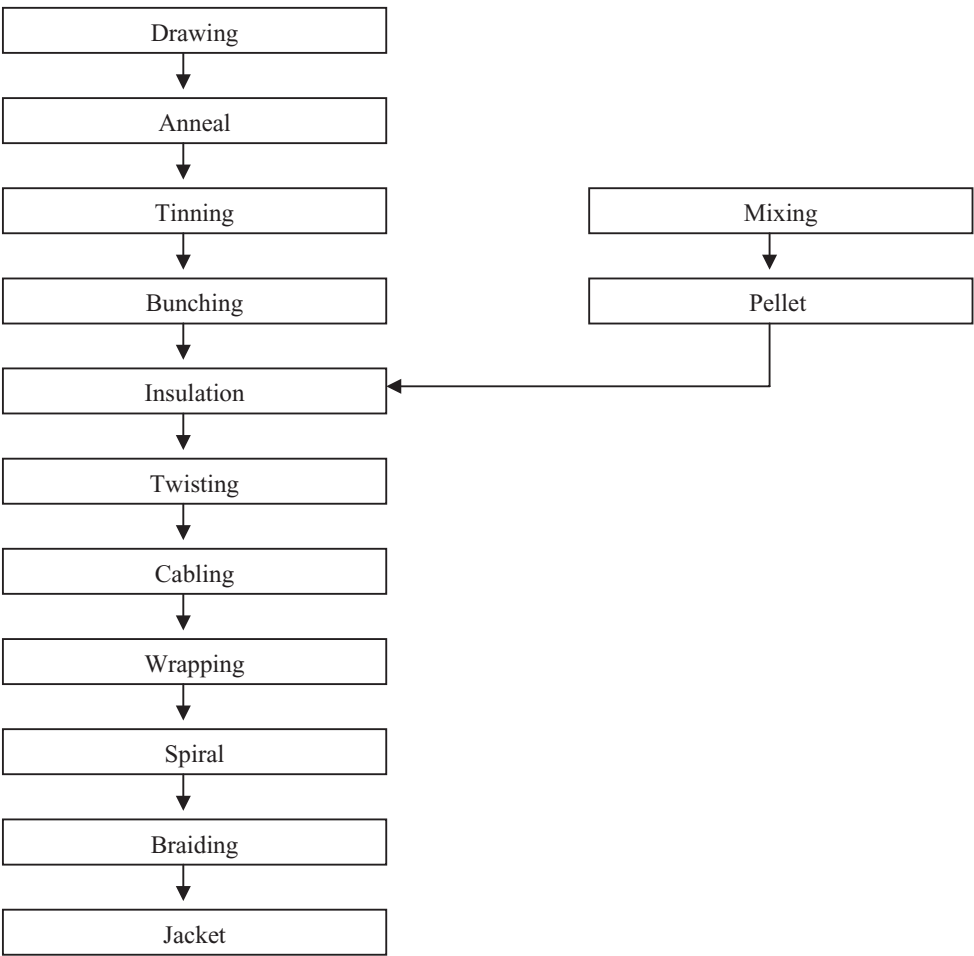 Drawing
Anneal
Tinning
Mixing
Bunching
Pellet
Insulation
Twisting
Cabling
Wrapping
Spiral
Braiding
Jacket